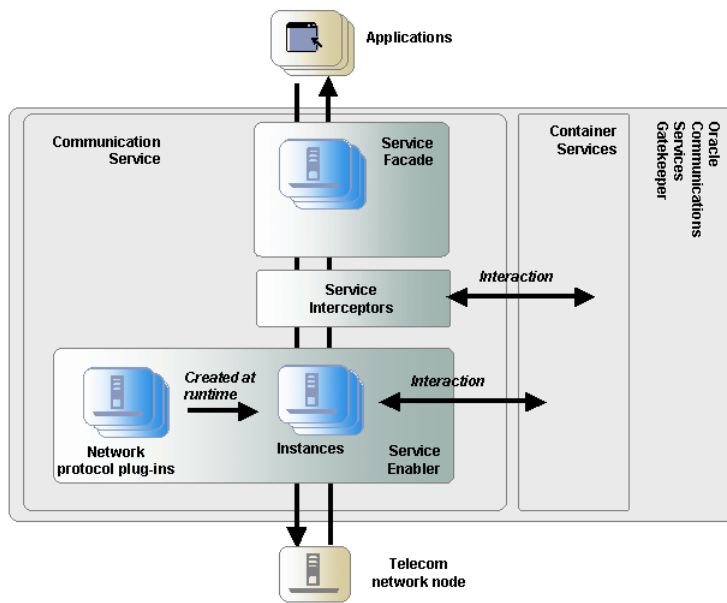 Applications
Communication
Service
Service
Facade
Container
Services
Oracle
Communications
Services
Gatekeeper
Service
Interceptors
Interaction
Created at
runtime
Interaction
Network
protocol plug-ins
Instances
Service
Enabler
Telecom
network node